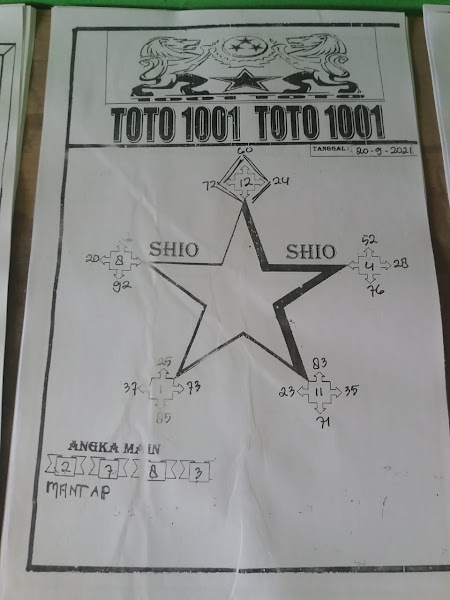 TOTO 1001 TOTO 1001
TANGGAL: 20-9-2021
60
72 12 24
SHIO SHIO
52
20 8 4 28
92 76
25 83
37 1 73 23 11 35
85 71
ANGKA MAIN
2 7 8 3
MANTAP